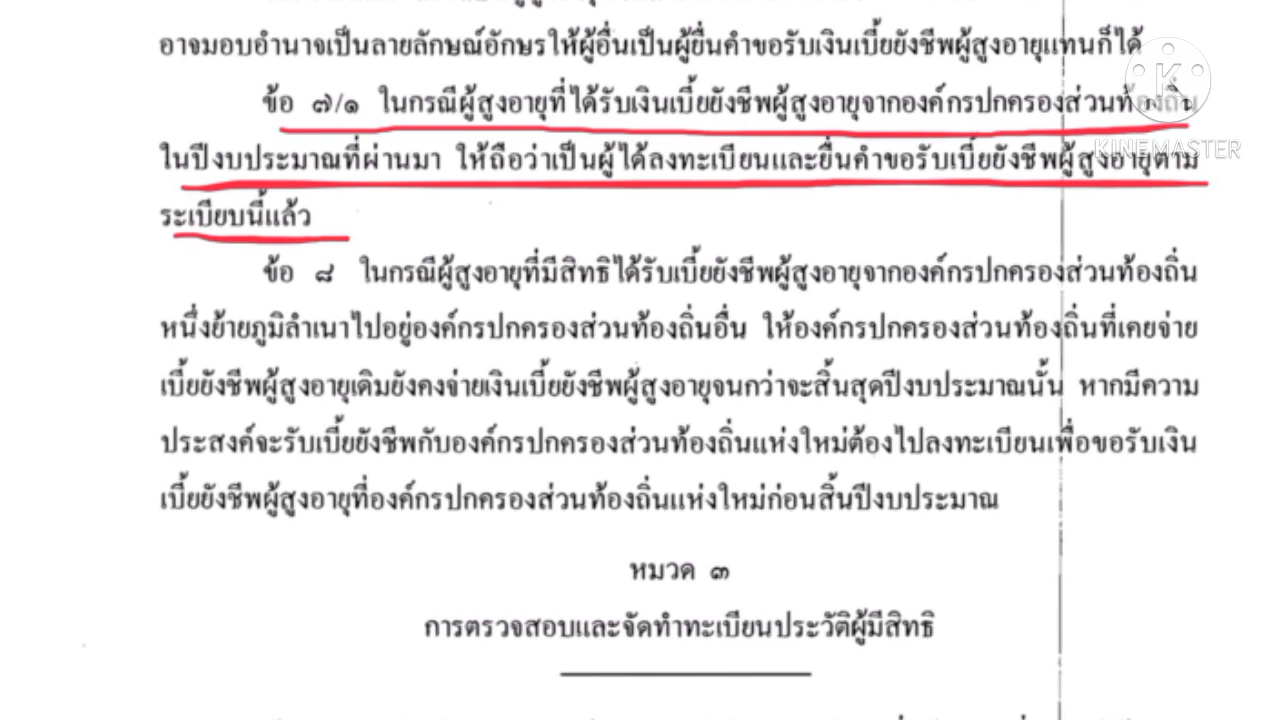 อาจมอบอำนาจเป็นลายลักษณ์อักษรให้ผู้อื่นเป็นผู้ยื่นคำขอรับเงินเบี้ยยังชีพผู้สูงอายุแทนก็ได้
ข้อ ๗/๑ ในกรณีผู้สูงอายุที่ได้รับเงินเบี้ยยังชีพผู้สูงอายุจากองค์กรปกครองส่วนท้องถิ่น
KINEMASTER
ในปีงบประมาณที่ผ่านมา ให้ถือว่าเป็นผู้ได้ลงทะเบียนและยื่นคำขอรับเบี้ยยังชีพผู้สูงอายุตาม
ระเบียบนี้แล้ว
ข้อ ๘ ในกรณีผู้สูงอายุที่มีสิทธิได้รับเบี้ยยังชีพผู้สูงอายุจากองค์กรปกครองส่วนท้องถิ่น
หนึ่งย้ายภูมิลำเนาไปอยู่องค์กรปกครองส่วนท้องถิ่นอื่น ให้องค์กรปกครองส่วนท้องถิ่นที่เคยจ่าย
เบี้ยยังชีพผู้สูงอายุเดิมยังคงจ่ายเงินเบี้ยยังชีพผู้สูงอายุจนกว่าจะสิ้นสุดปีงบประมาณนั้น หากมีความ
ประสงค์จะรับเบี้ยยังชีพกับองค์กรปกครองส่วนท้องถิ่นแห่งใหม่ต้องไปลงทะเบียนเพื่อขอรับเงิน
เบี้ยยังชีพผู้สูงอายุที่องค์กรปกครองส่วนท้องถิ่นแห่งใหม่ก่อนสิ้นปีงบประมาณ
หมวด ๓
การตรวจสอบและจัดทำทะเบียนประวัติผู้มีสิทธิ